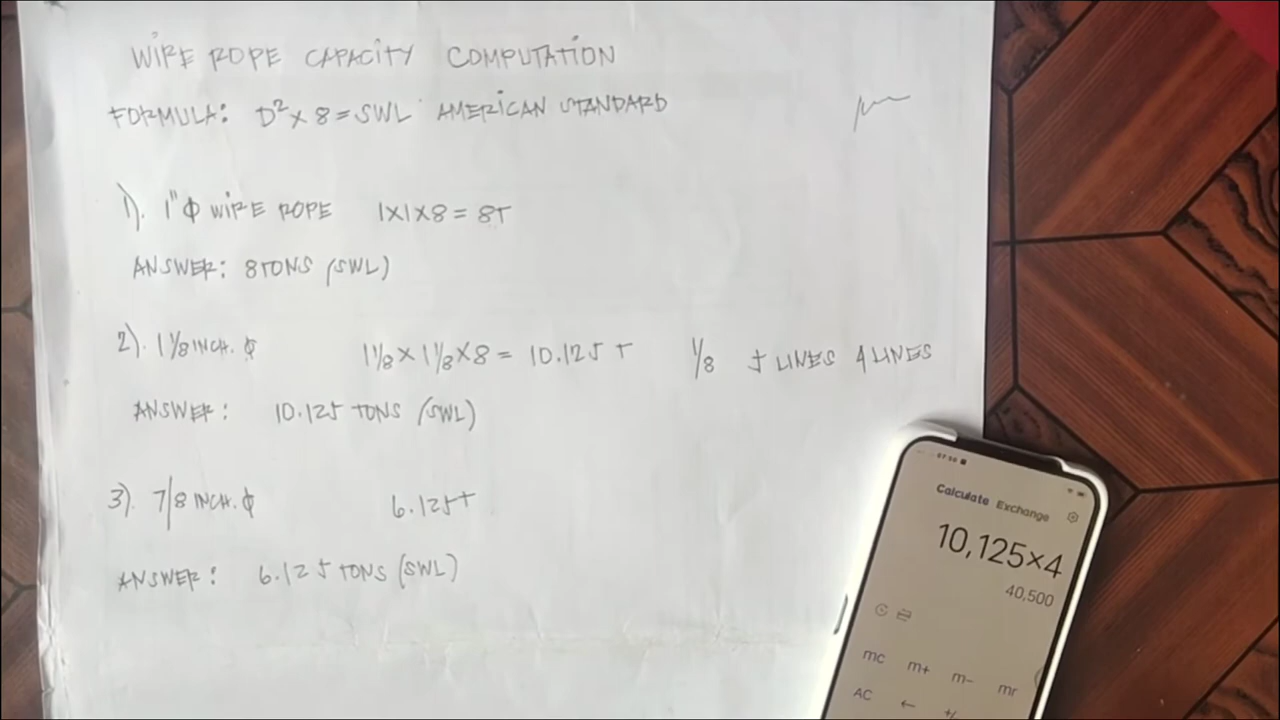 WIRE ROPE CAPACITY COMPUTATION
FORMULA: D²x8=SWL AMERICAN STANDARD
1). 1"ϕ WIRE ROPE 1X1X8=8T
ANSWER: 8TONS (SWL)
2). 1 1/8 INCH. ϕ 1 1/8 X 1 1/8 X 8 = 10.125 T 1/8 5 LINES 4 LINES
ANSWER: 10.125 TONS (SWL)
3). 7/8 INCH. ϕ 6.125T
ANSWER: 6.125 TONS (SWL)
Calculate Exchange
10,125×4
40,500
mc m+ m− mr
AC ← +/